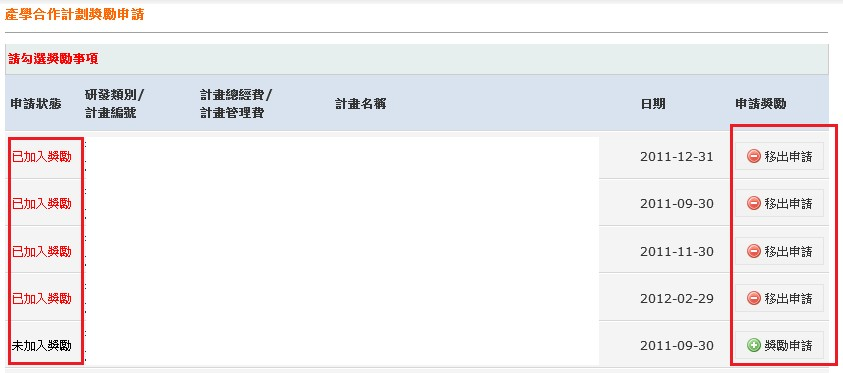 產學合作計劃獎勵申請
請勾選獎勵事項
申請狀態 研發類別/ 計畫總經費/ 計畫名稱 日期 申請獎勵
計畫編號 計畫管理費
已加入獎勵 2011-12-31 移出申請
已加入獎勵 2011-09-30 移出申請
已加入獎勵 2011-11-30 移出申請
已加入獎勵 2012-02-29 移出申請
未加入獎勵 2011-09-30 獎勵申請